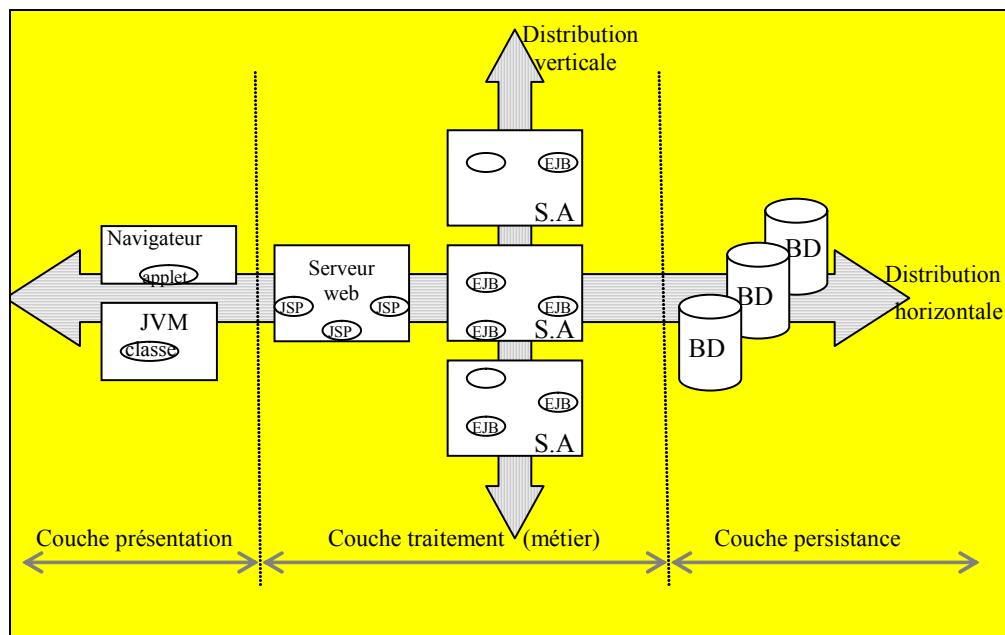 Distribution
verticale
EJB
S.A
Navigateur
applet
JVM
classe
Serveur
web
JSP
JSP
JSP
EJB
EJB
EJB
S.A
EJB
EJB
S.A
BD
BD
BD
Distribution
horizontale
Couche présentation
Couche traitement (métier)
Couche persistance